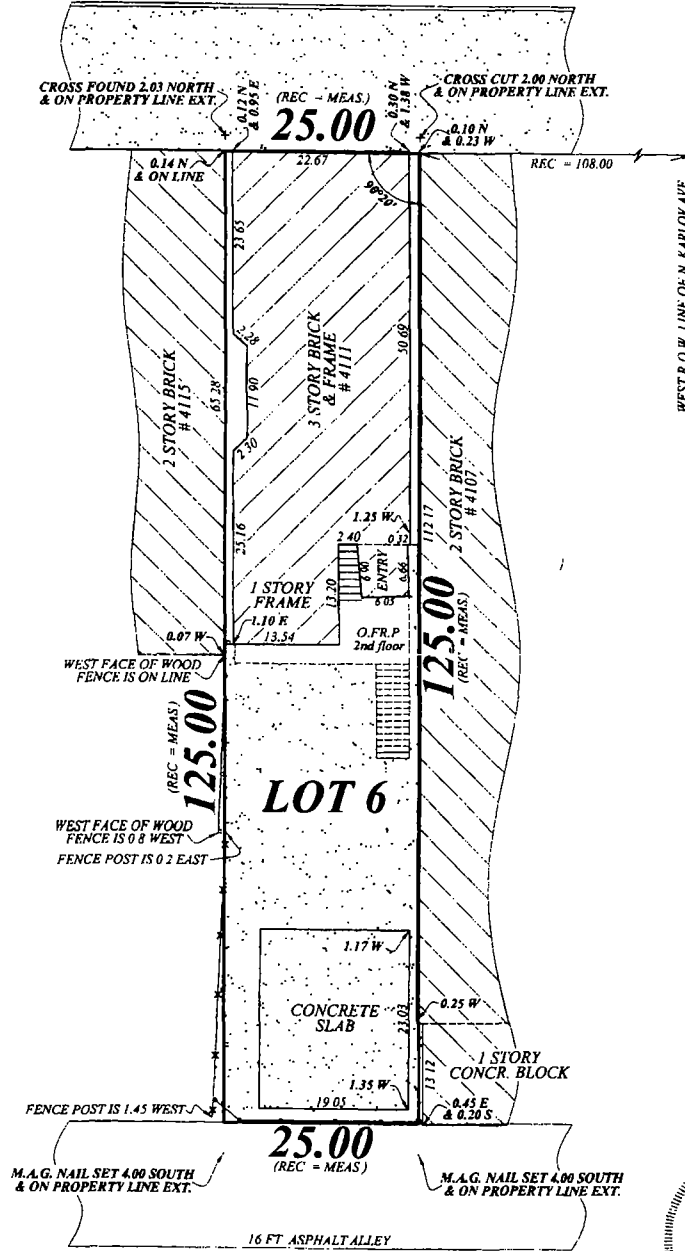 CROSS FOUND 2.03 NORTH
& ON PROPERTY LINE EXT.
0.12 N
& 0.95 E
(REC = MEAS.)
25.00
0.30 N
& 1.38 W
CROSS CUT 2.00 NORTH
& ON PROPERTY LINE EXT.
0.14 N
& ON LINE
22.67
0.10 N
& 0.23 W
REC = 108.00
90°20'
WEST R.O.W. LINE OF N. KARLOV AVE
23 65
2.28
11 90
2 30
25.16
65 28'
2 STORY BRICK
# 4115
3 STORY BRICK
& FRAME
# 4111
50 69
2 STORY BRICK
# 4107
112 17
1.25 W
2 40
0.32
ENTRY
6 00
6.66
6 05
1 STORY
FRAME
13.20
1.10 E
13.54
O.FR.P
2nd floor
0.07 W
WEST FACE OF WOOD
FENCE IS ON LINE
125.00
(REC = MEAS.)
125.00
(REC = MEAS)
LOT 6
WEST FACE OF WOOD
FENCE IS 0 8 WEST
FENCE POST IS 0 2 EAST
1.17 W
CONCRETE
SLAB
23.03
0.25 W
1 STORY
CONCR. BLOCK
13 12
1.35 W
19 05
0.45 E
& 0.20 S
FENCE POST IS 1.45 WEST
25.00
(REC = MEAS)
M.A.G. NAIL SET 4.00 SOUTH
& ON PROPERTY LINE EXT.
M.A.G. NAIL SET 4.00 SOUTH
& ON PROPERTY LINE EXT.
16 FT ASPHALT ALLEY